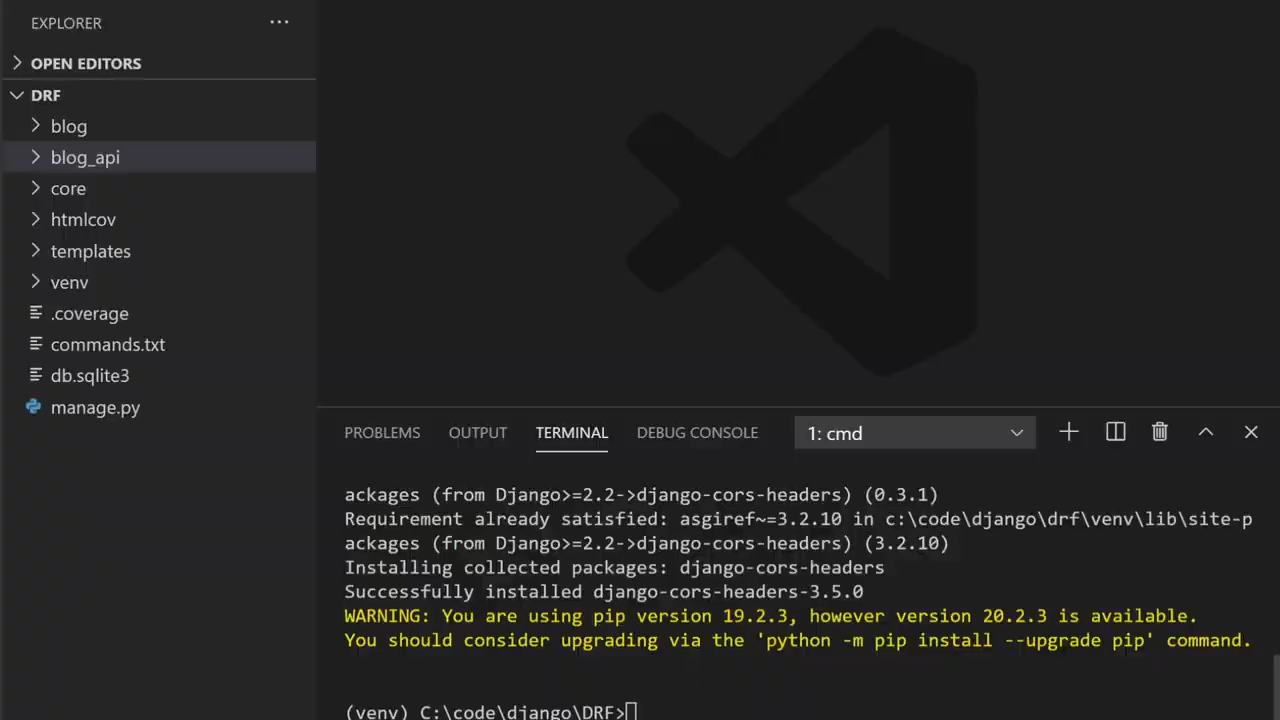 EXPLORER
OPEN EDITORS
DRF
blog
blog_api
core
htmlcov
templates
venv
.coverage
commands.txt
db.sqlite3
manage.py
PROBLEMS OUTPUT TERMINAL DEBUG CONSOLE 1: cmd
ackages (from Django>=2.2->django-cors-headers) (0.3.1)
Requirement already satisfied: asgiref~=3.2.10 in c:\code\django\drf\venv\lib\site-p
ackages (from Django>=2.2->django-cors-headers) (3.2.10)
Installing collected packages: django-cors-headers
Successfully installed django-cors-headers-3.5.0
WARNING: You are using pip version 19.2.3, however version 20.2.3 is available.
You should consider upgrading via the 'python -m pip install --upgrade pip' command.
(venv) C:\code\django\DRF>